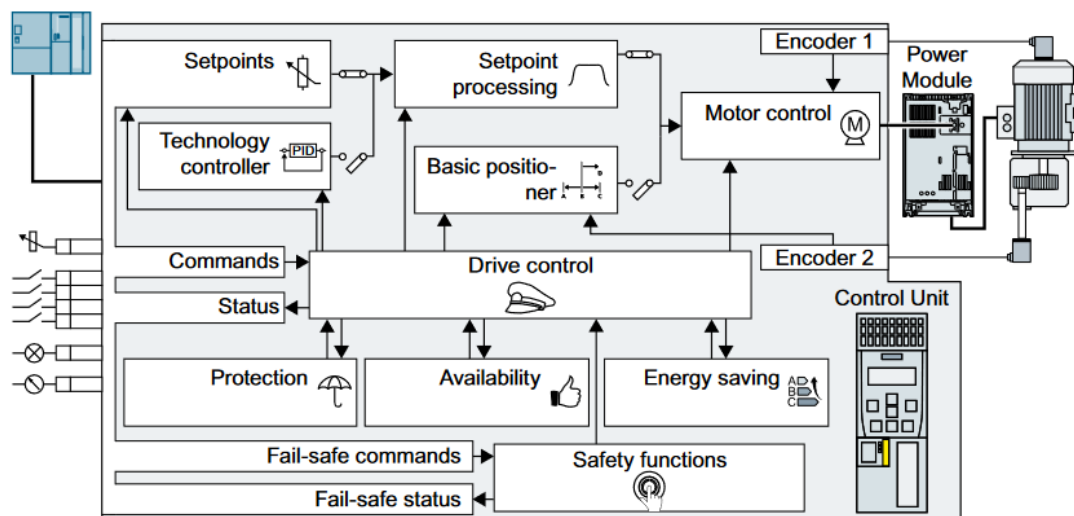 Encoder 1
Setpoints
Setpoint
processing
Power
Module
Motor control
M
Technology
controller
PID
Basic positio-
ner
D
A B C
Commands
Drive control
Encoder 2
Status
Control Unit
Protection
Availability
Energy saving
A
B
C
Fail-safe commands
Safety functions
Fail-safe status